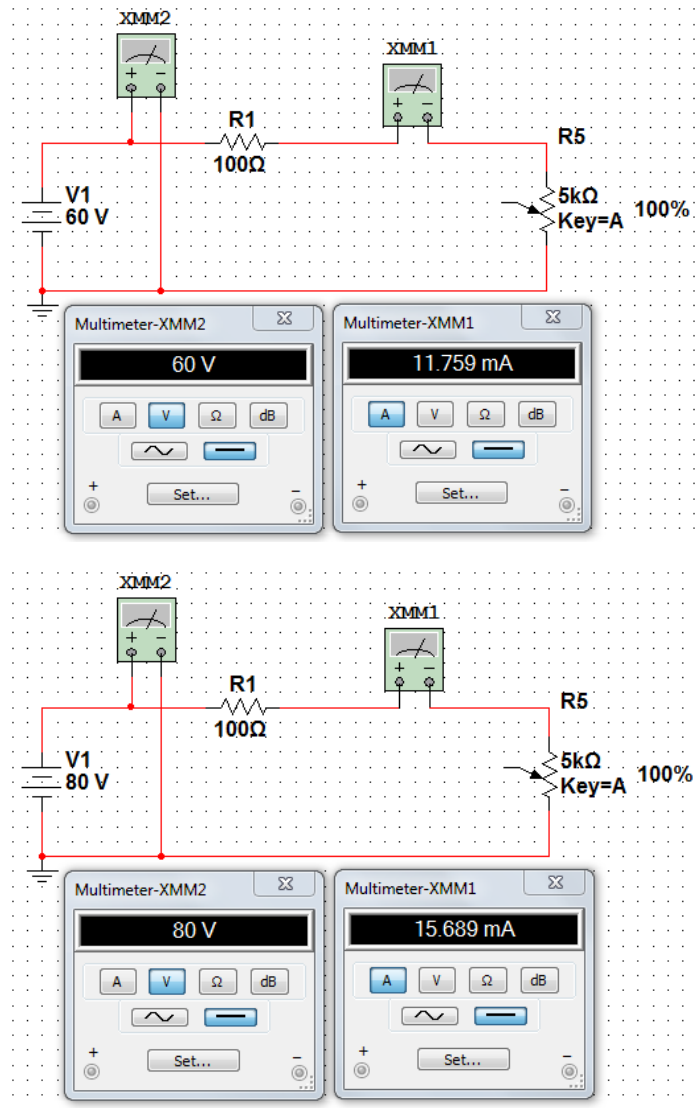 XMM2
XMM1
R1
100Ω
R5
V1
60 V
5kΩ
Key=A
100%
Multimeter-XMM2
60 V
A V Ω dB
+ Set... −
Multimeter-XMM1
11.759 mA
A V Ω dB
+ Set... −
XMM2
XMM1
R1
100Ω
R5
V1
80 V
5kΩ
Key=A
100%
Multimeter-XMM2
80 V
A V Ω dB
+ Set... −
Multimeter-XMM1
15.689 mA
A V Ω dB
+ Set... −